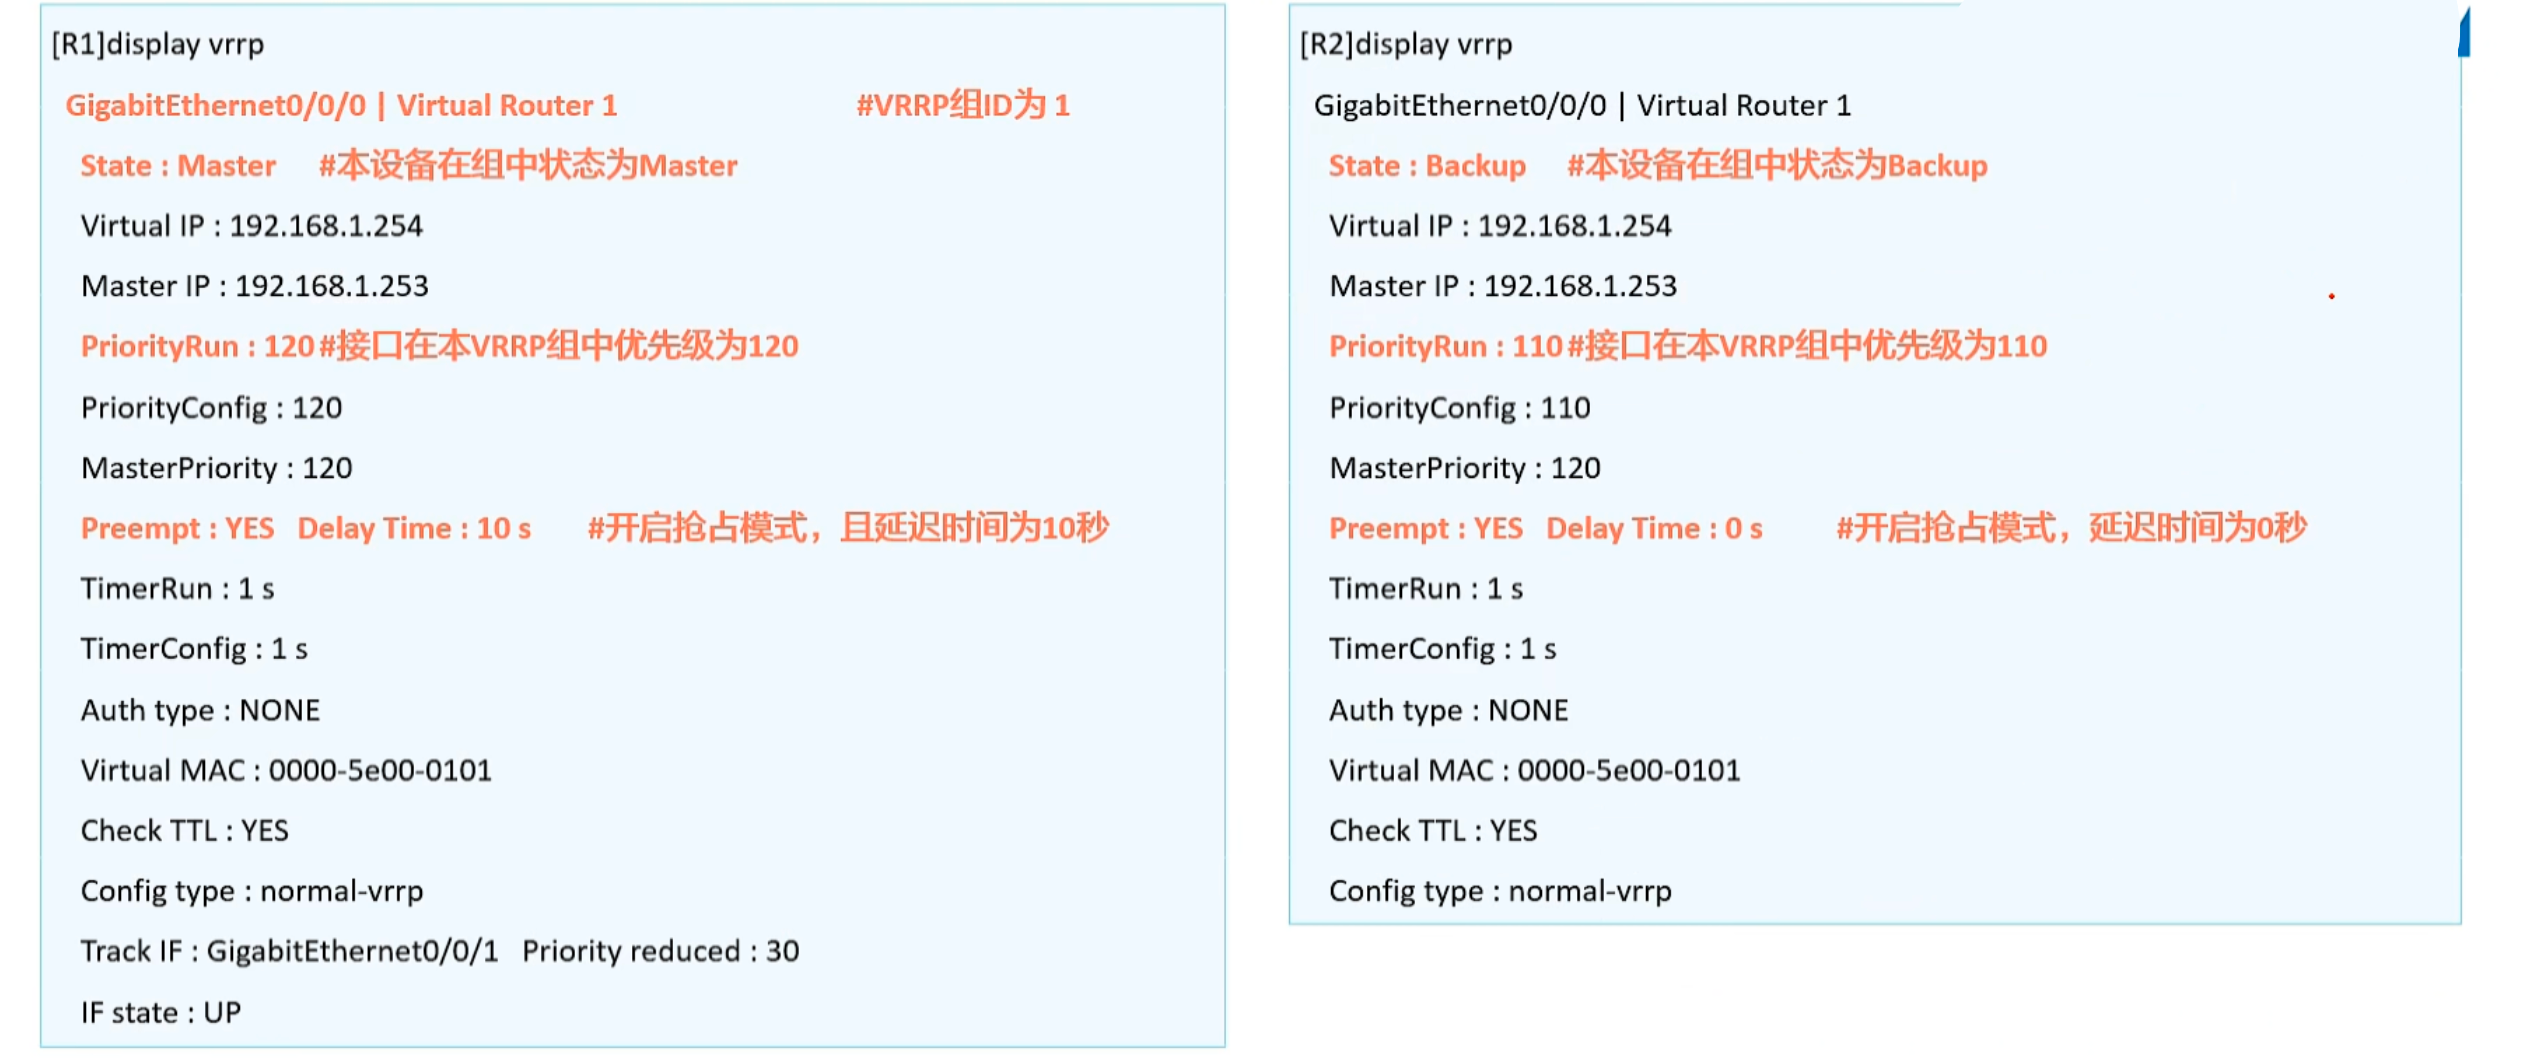 [R1]display vrrp
GigabitEthernet0/0/0 | Virtual Router 1 #VRRP组ID为 1
State : Master #本设备在组中状态为Master
Virtual IP : 192.168.1.254
Master IP : 192.168.1.253
PriorityRun : 120 #接口在本VRRP组中优先级为120
PriorityConfig : 120
MasterPriority : 120
Preempt : YES Delay Time : 10 s #开启抢占模式，且延迟时间为10秒
TimerRun : 1 s
TimerConfig : 1 s
Auth type : NONE
Virtual MAC : 0000-5e00-0101
Check TTL : YES
Config type : normal-vrrp
Track IF : GigabitEthernet0/0/1 Priority reduced : 30
IF state : UP
[R2]display vrrp
GigabitEthernet0/0/0 | Virtual Router 1
State : Backup #本设备在组中状态为Backup
Virtual IP : 192.168.1.254
Master IP : 192.168.1.253
PriorityRun : 110 #接口在本VRRP组中优先级为110
PriorityConfig : 110
MasterPriority : 120
Preempt : YES Delay Time : 0 s #开启抢占模式，延迟时间为0秒
TimerRun : 1 s
TimerConfig : 1 s
Auth type : NONE
Virtual MAC : 0000-5e00-0101
Check TTL : YES
Config type : normal-vrrp